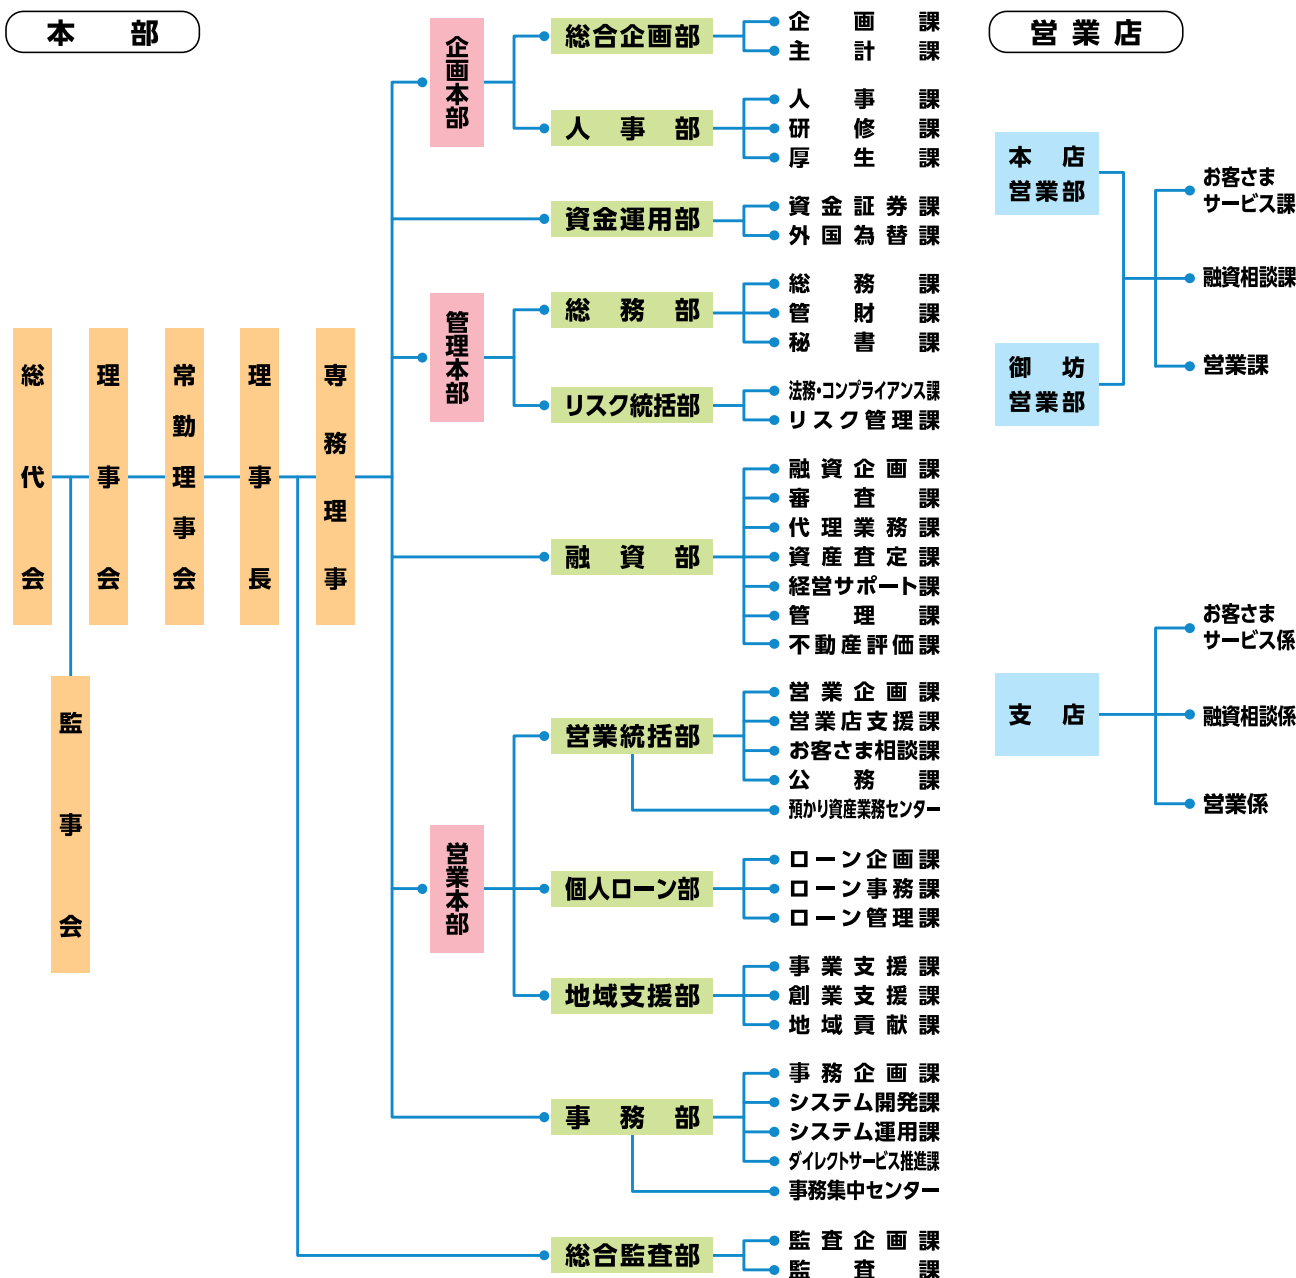 本部
総代会
監事会
理事会
常勤理事会
理事長
専務理事
企画本部
総合企画部
企画課
主計課
人事部
人事課
研修課
厚生課
資金運用部
資金証券課
外国為替課
管理本部
総務部
総務課
管財課
秘書課
リスク統括部
法務・コンプライアンス課
リスク管理課
融資部
融資企画課
審査課
代理業務課
資産査定課
経営サポート課
管理課
不動産評価課
営業本部
営業統括部
営業企画課
営業店支援課
お客さま相談課
公務課
預かり資産業務センター
個人ローン部
ローン企画課
ローン事務課
ローン管理課
地域支援部
事業支援課
創業支援課
地域貢献課
事務部
事務企画課
システム開発課
システム運用課
ダイレクトサービス推進課
事務集中センター
総合監査部
監査企画課
監査課
営業店
本店
営業部
御坊
営業部
お客さま
サービス課
融資相談課
営業課
支店
お客さま
サービス係
融資相談係
営業係